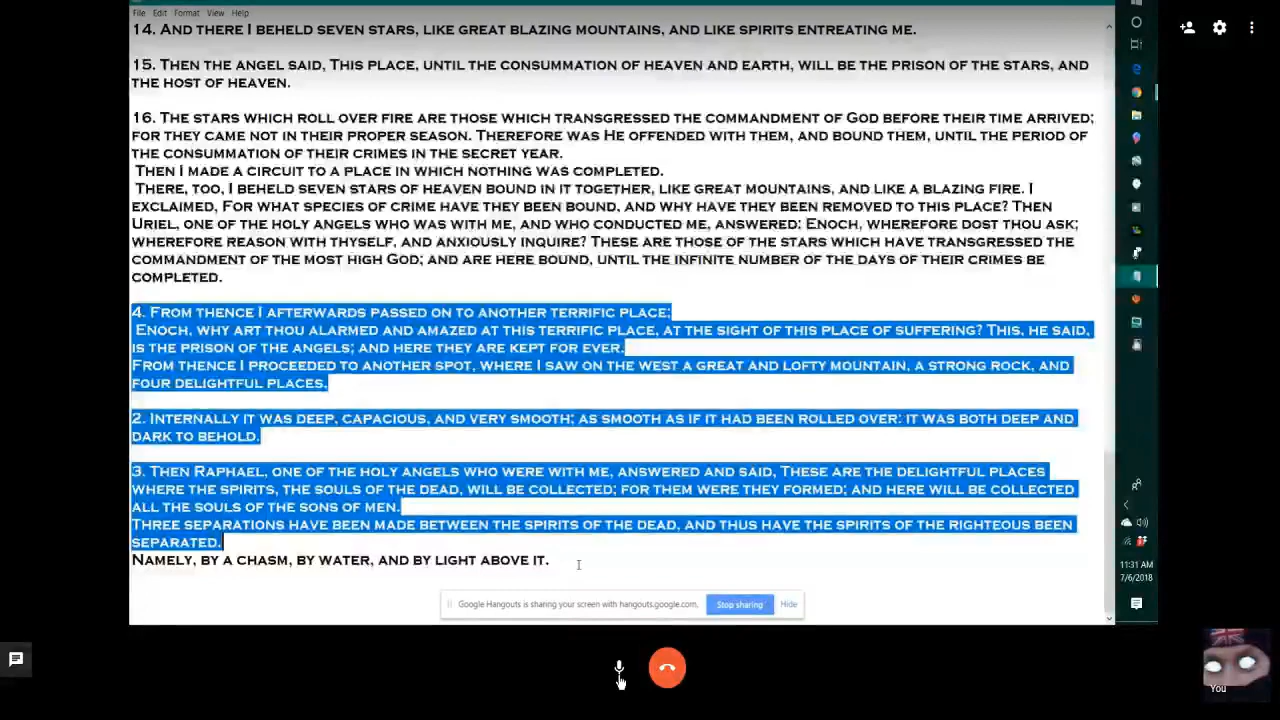 File Edit Format View Help
14. AND THERE I BEHELD SEVEN STARS, LIKE GREAT BLAZING MOUNTAINS, AND LIKE SPIRITS ENTREATING ME.
15. THEN THE ANGEL SAID, THIS PLACE, UNTIL THE CONSUMMATION OF HEAVEN AND EARTH, WILL BE THE PRISON OF THE STARS, AND
THE HOST OF HEAVEN.
16. THE STARS WHICH ROLL OVER FIRE ARE THOSE WHICH TRANSGRESSED THE COMMANDMENT OF GOD BEFORE THEIR TIME ARRIVED;
FOR THEY CAME NOT IN THEIR PROPER SEASON. THEREFORE WAS HE OFFENDED WITH THEM, AND BOUND THEM, UNTIL THE PERIOD OF
THE CONSUMMATION OF THEIR CRIMES IN THE SECRET YEAR.
THEN I MADE A CIRCUIT TO A PLACE IN WHICH NOTHING WAS COMPLETED.
THERE, TOO, I BEHELD SEVEN STARS OF HEAVEN BOUND IN IT TOGETHER, LIKE GREAT MOUNTAINS, AND LIKE A BLAZING FIRE. I
EXCLAIMED, FOR WHAT SPECIES OF CRIME HAVE THEY BEEN BOUND, AND WHY HAVE THEY BEEN REMOVED TO THIS PLACE? THEN
URIEL, ONE OF THE HOLY ANGELS WHO WAS WITH ME, AND WHO CONDUCTED ME, ANSWERED: ENOCH, WHEREFORE DOST THOU ASK;
WHEREFORE REASON WITH THYSELF, AND ANXIOUSLY INQUIRE? THESE ARE THOSE OF THE STARS WHICH HAVE TRANSGRESSED THE
COMMANDMENT OF THE MOST HIGH GOD; AND ARE HERE BOUND, UNTIL THE INFINITE NUMBER OF THE DAYS OF THEIR CRIMES BE
COMPLETED.
4. FROM THENCE I AFTERWARDS PASSED ON TO ANOTHER TERRIFIC PLACE;
ENOCH, WHY ART THOU ALARMED AND AMAZED AT THIS TERRIFIC PLACE, AT THE SIGHT OF THIS PLACE OF SUFFERING? THIS, HE SAID,
IS THE PRISON OF THE ANGELS; AND HERE THEY ARE KEPT FOR EVER.
FROM THENCE I PROCEEDED TO ANOTHER SPOT, WHERE I SAW ON THE WEST A GREAT AND LOFTY MOUNTAIN, A STRONG ROCK, AND
FOUR DELIGHTFUL PLACES.
2. INTERNALLY IT WAS DEEP, CAPACIOUS, AND VERY SMOOTH; AS SMOOTH AS IF IT HAD BEEN ROLLED OVER: IT WAS BOTH DEEP AND
DARK TO BEHOLD.
3. THEN RAPHAEL, ONE OF THE HOLY ANGELS WHO WERE WITH ME, ANSWERED AND SAID, THESE ARE THE DELIGHTFUL PLACES
WHERE THE SPIRITS, THE SOULS OF THE DEAD, WILL BE COLLECTED; FOR THEM WERE THEY FORMED; AND HERE WILL BE COLLECTED
ALL THE SOULS OF THE SONS OF MEN.
THREE SEPARATIONS HAVE BEEN MADE BETWEEN THE SPIRITS OF THE DEAD, AND THUS HAVE THE SPIRITS OF THE RIGHTEOUS BEEN
SEPARATED.
NAMELY, BY A CHASM, BY WATER, AND BY LIGHT ABOVE IT.
Google Hangouts is sharing your screen with hangouts.google.com.
Stop sharing
Hide
11:31 AM
7/6/2018
You